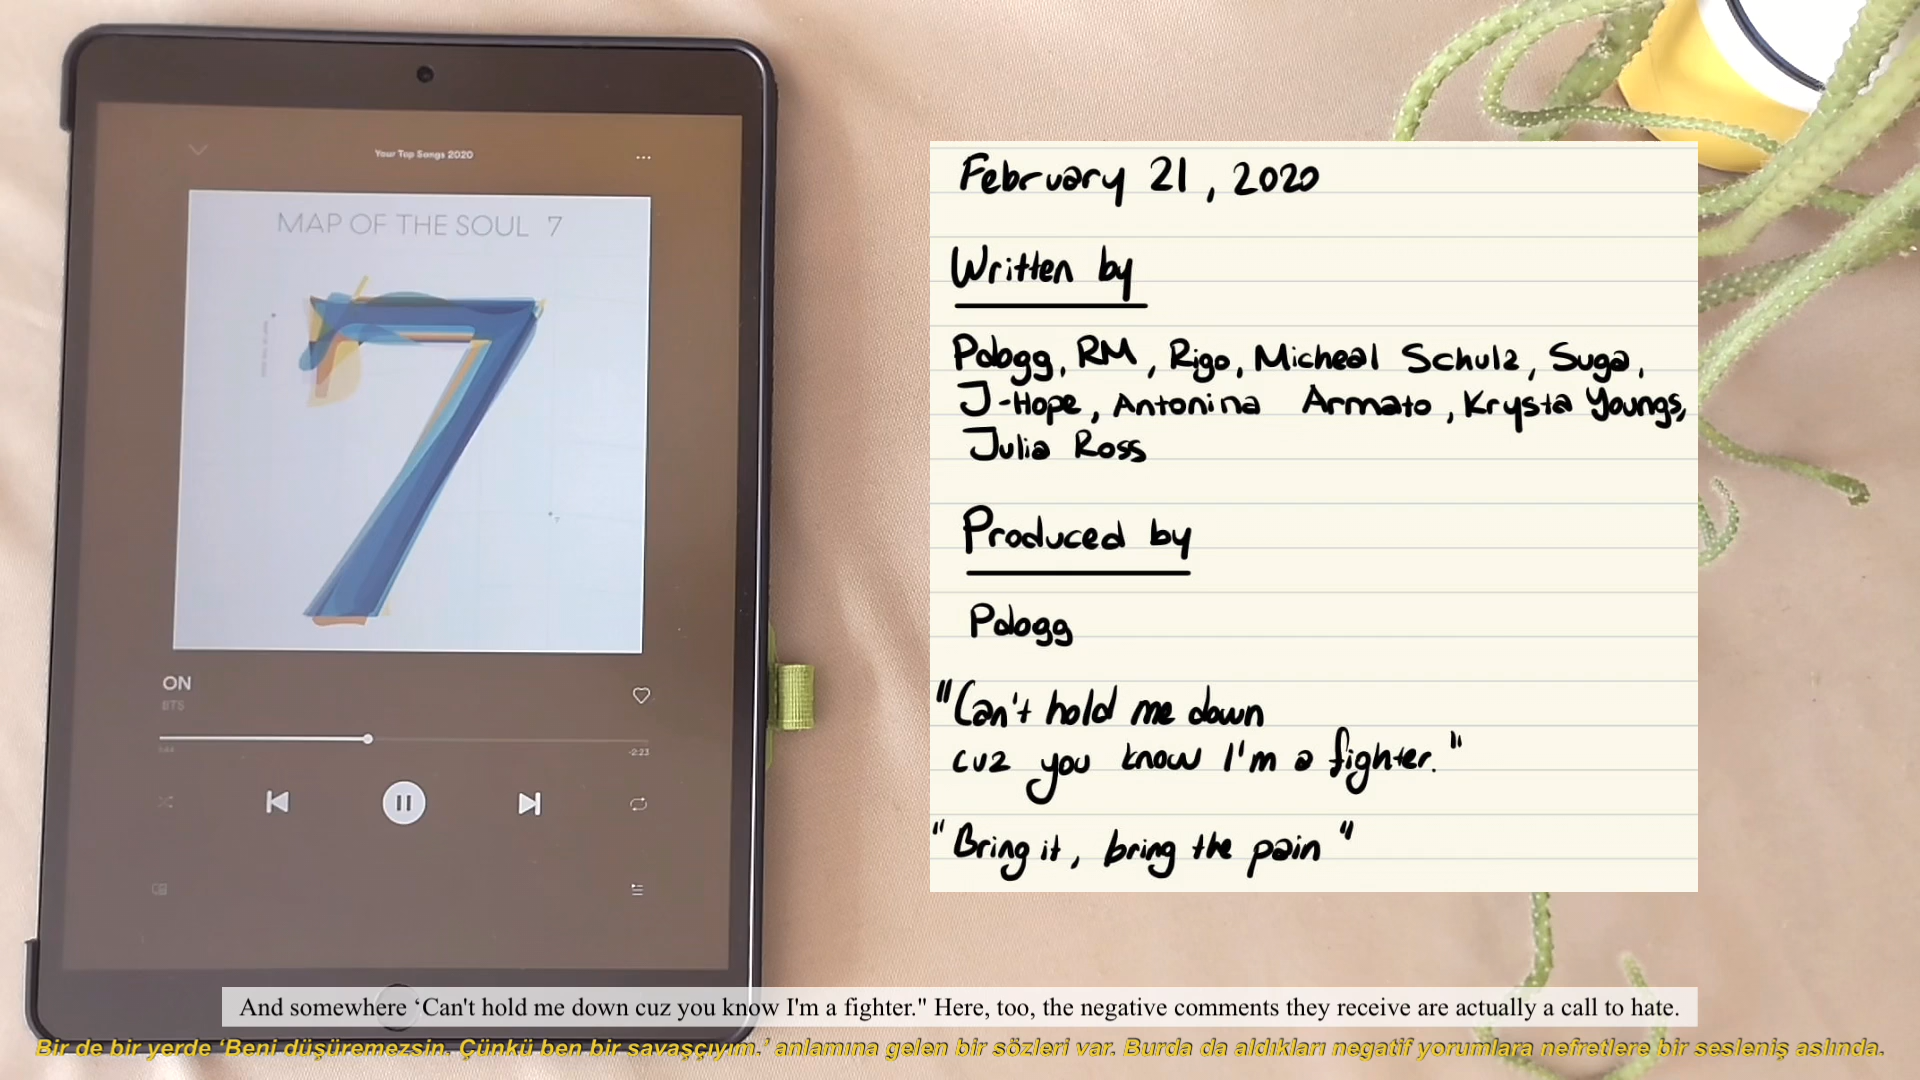 Your Top Songs 2020
MAP OF THE SOUL 7
ON
BTS
-2:23
February 21, 2020
Written by
Pdogg, RM, Rigo, Micheal Schulz, Suga,
J-Hope, Antonina Armato, Krysta Youngs,
Julia Ross
Produced by
Pdogg
"Can't hold me down
cuz you know I'm a fighter."
"Bring it, bring the pain"
And somewhere ‘Can't hold me down cuz you know I'm a fighter." Here, too, the negative comments they receive are actually a call to hate.
Bir de bir yerde ‘Beni düşüremezsin. Çünkü ben bir savaşçıyım.’ anlamına gelen bir sözleri var. Burda da aldıkları negatif yorumlara nefretlere bir sesleniş aslında.